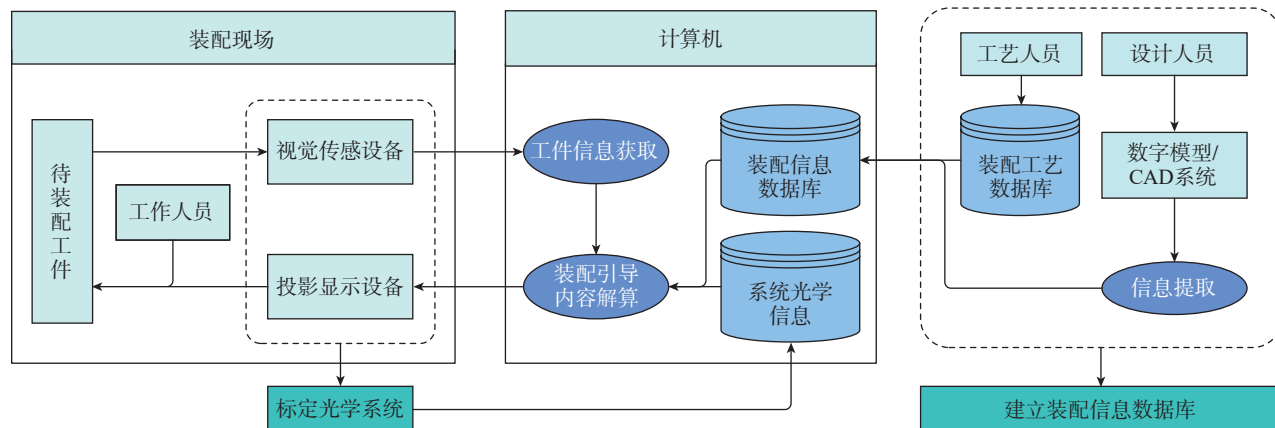 装配现场
待装配工件
工作人员
视觉传感设备
投影显示设备
标定光学系统
计算机
工件信息获取
装配引导
内容解算
装配信息
数据库
系统光学
信息
工艺人员
装配工艺
数据库
设计人员
数字模型/
CAD系统
信息提取
建立装配信息数据库